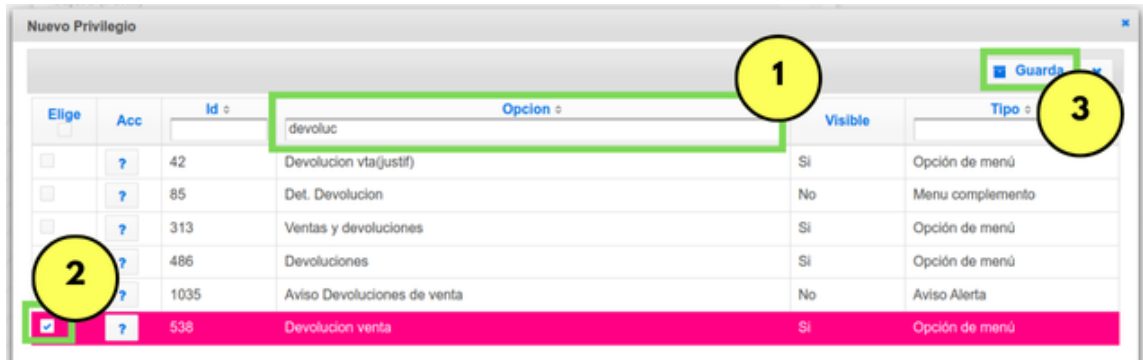 Nuevo Privilegio
1
Guarda
3
Elige Acc Id Opcion Visible Tipo
devoluc
? 42 Devolucion vta(justif) Si Opción de menú
? 85 Det. Devolucion No Menu complemento
? 313 Ventas y devoluciones Si Opción de menú
2
? 486 Devoluciones Si Opción de menú
? 1035 Aviso Devoluciones de venta No Aviso Alerta
? 538 Devolucion venta Si Opción de menú